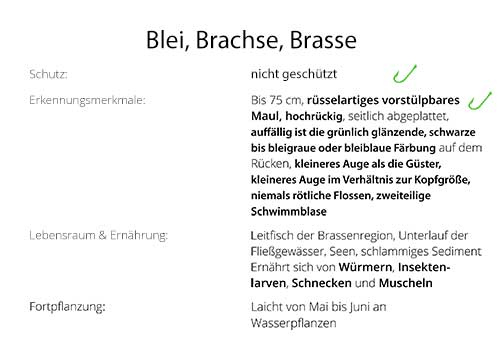 Blei, Brachse, Brasse
Schutz: nicht geschützt
Erkennungsmerkmale: Bis 75 cm, rüsselartiges vorstülpbares
Maul, hochrückig, seitlich abgeplattet,
auffällig ist die grünlich glänzende, schwarze
bis bleigraue oder bleiblaue Färbung auf dem
Rücken, kleineres Auge als die Güster,
kleineres Auge im Verhältnis zur Kopfgröße,
niemals rötliche Flossen, zweiteilige
Schwimmblase
Lebensraum & Ernährung: Leitfisch der Brassenregion, Unterlauf der
Fließgewässer, Seen, schlammiges Sediment
Ernährt sich von Würmern, Insekten-
larven, Schnecken und Muscheln
Fortpflanzung: Laicht von Mai bis Juni an
Wasserpflanzen